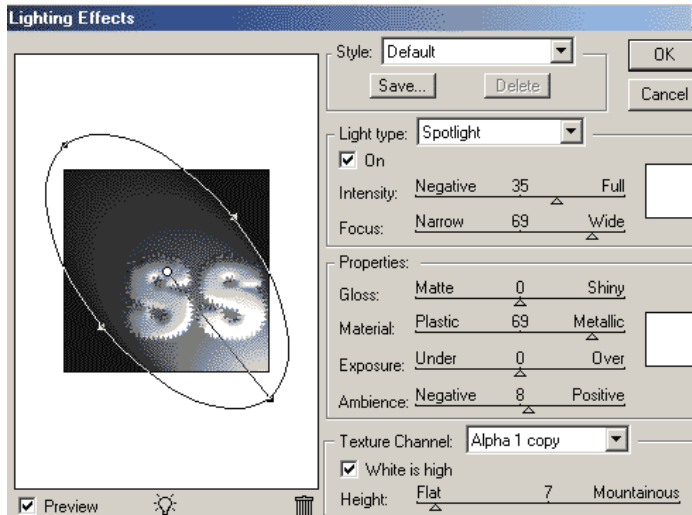 Lighting Effects
Style: Default
OK
Save...
Delete
Cancel
Light type: Spotlight
On
Intensity: Negative 35 Full
Focus: Narrow 69 Wide
SS
Properties:
Gloss: Matte 0 Shiny
Material: Plastic 69 Metallic
Exposure: Under 0 Over
Ambience: Negative 8 Positive
Texture Channel: Alpha 1 copy
White is high
Height: Flat 7 Mountainous
Preview